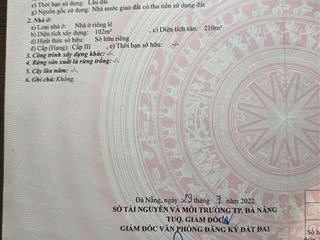 e) Thời hạn sử dụng: Lâu dài
g) Nguồn gốc sử dụng: Nhà nước giao đất có thu tiền sử dụng đất
2. Nhà ở:
a) Loại nhà ở: Nhà ở riêng lẻ
b) Diện tích xây dựng: 102m² , c) Diện tích sàn: 210m²
d) Hình thức sở hữu: Sở hữu riêng
đ) Cấp (Hạng): Cấp III , e) Thời hạn sở hữu: -/-
3. Công trình xây dựng khác: -/-
4. Rừng sản xuất là rừng trồng: -/-
5. Cây lâu năm: -/-
6. Ghi chú: Không.
Đà Nẵng, ngày 29 tháng 7 năm 2022
SỞ TÀI NGUYÊN VÀ MÔI TRƯỜNG TP. ĐÀ NẴNG
TUQ. GIÁM ĐỐC
GIÁM ĐỐC VĂN PHÒNG ĐĂNG KÝ ĐẤT ĐAI